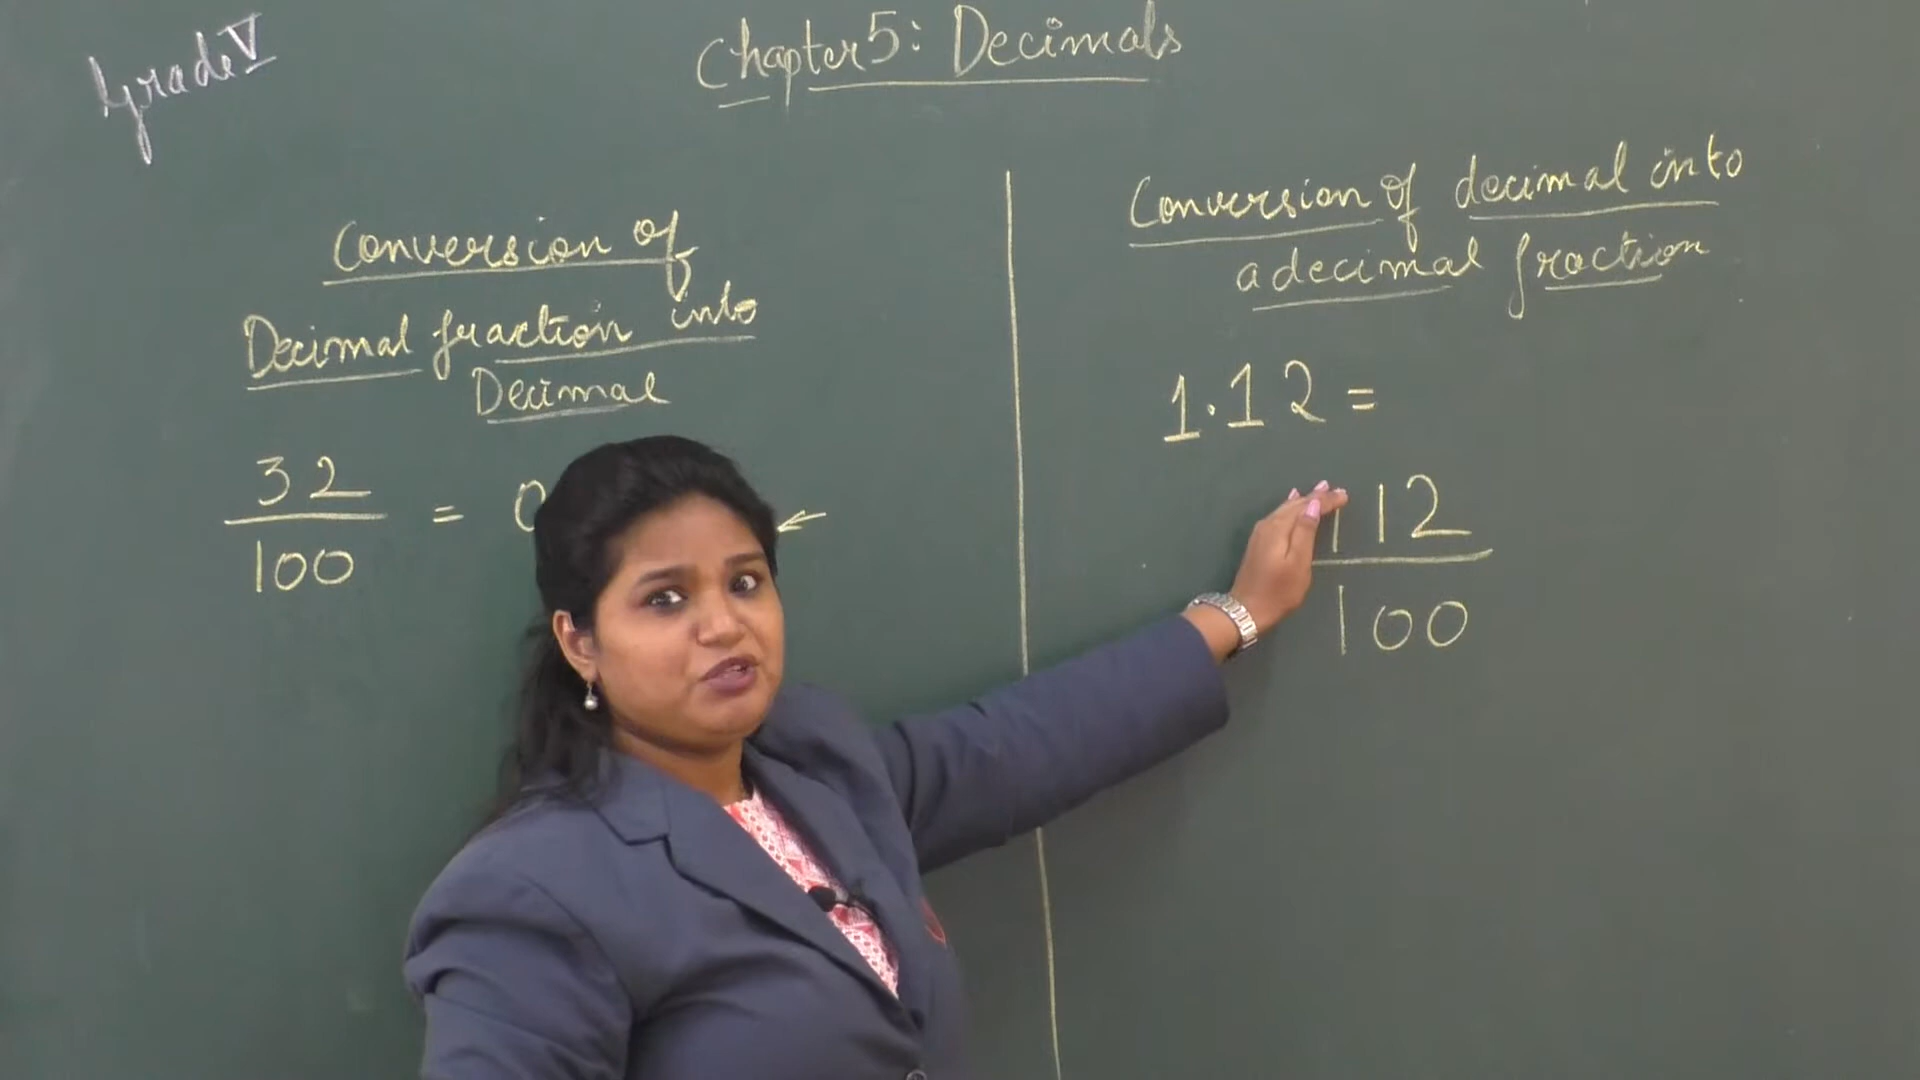 Grade V
Chapter 5: Decimals
Conversion of
Decimal fraction into
Decimal
32
100
= 0
Conversion of decimal into
a decimal fraction
1.12 =
112
100